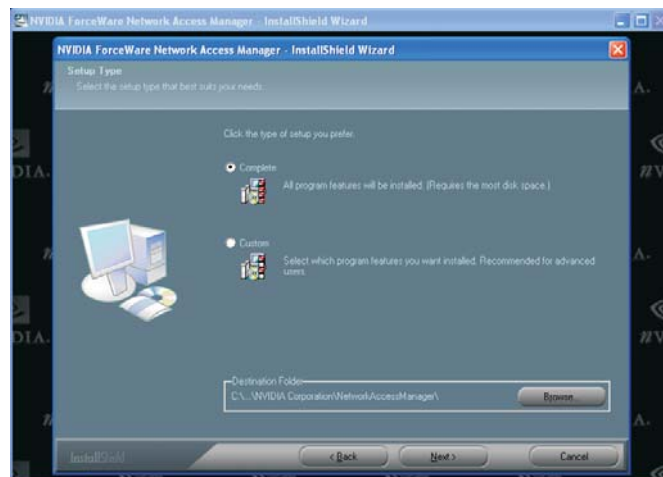 NVIDIA ForceWare Network Access Manager - InstallShield Wizard
NVIDIA ForceWare Network Access Manager - InstallShield Wizard
Setup Type
Select the setup type that best suits your needs.
Click the type of setup you prefer.
Complete
All program features will be installed. (Requires the most disk space.)
Custom
Select which program features you want installed. Recommended for advanced
users.
Destination Folder
C:\...\NVIDIA Corporation\NetworkAccessManager\
Browse...
InstallShield
< Back
Next >
Cancel